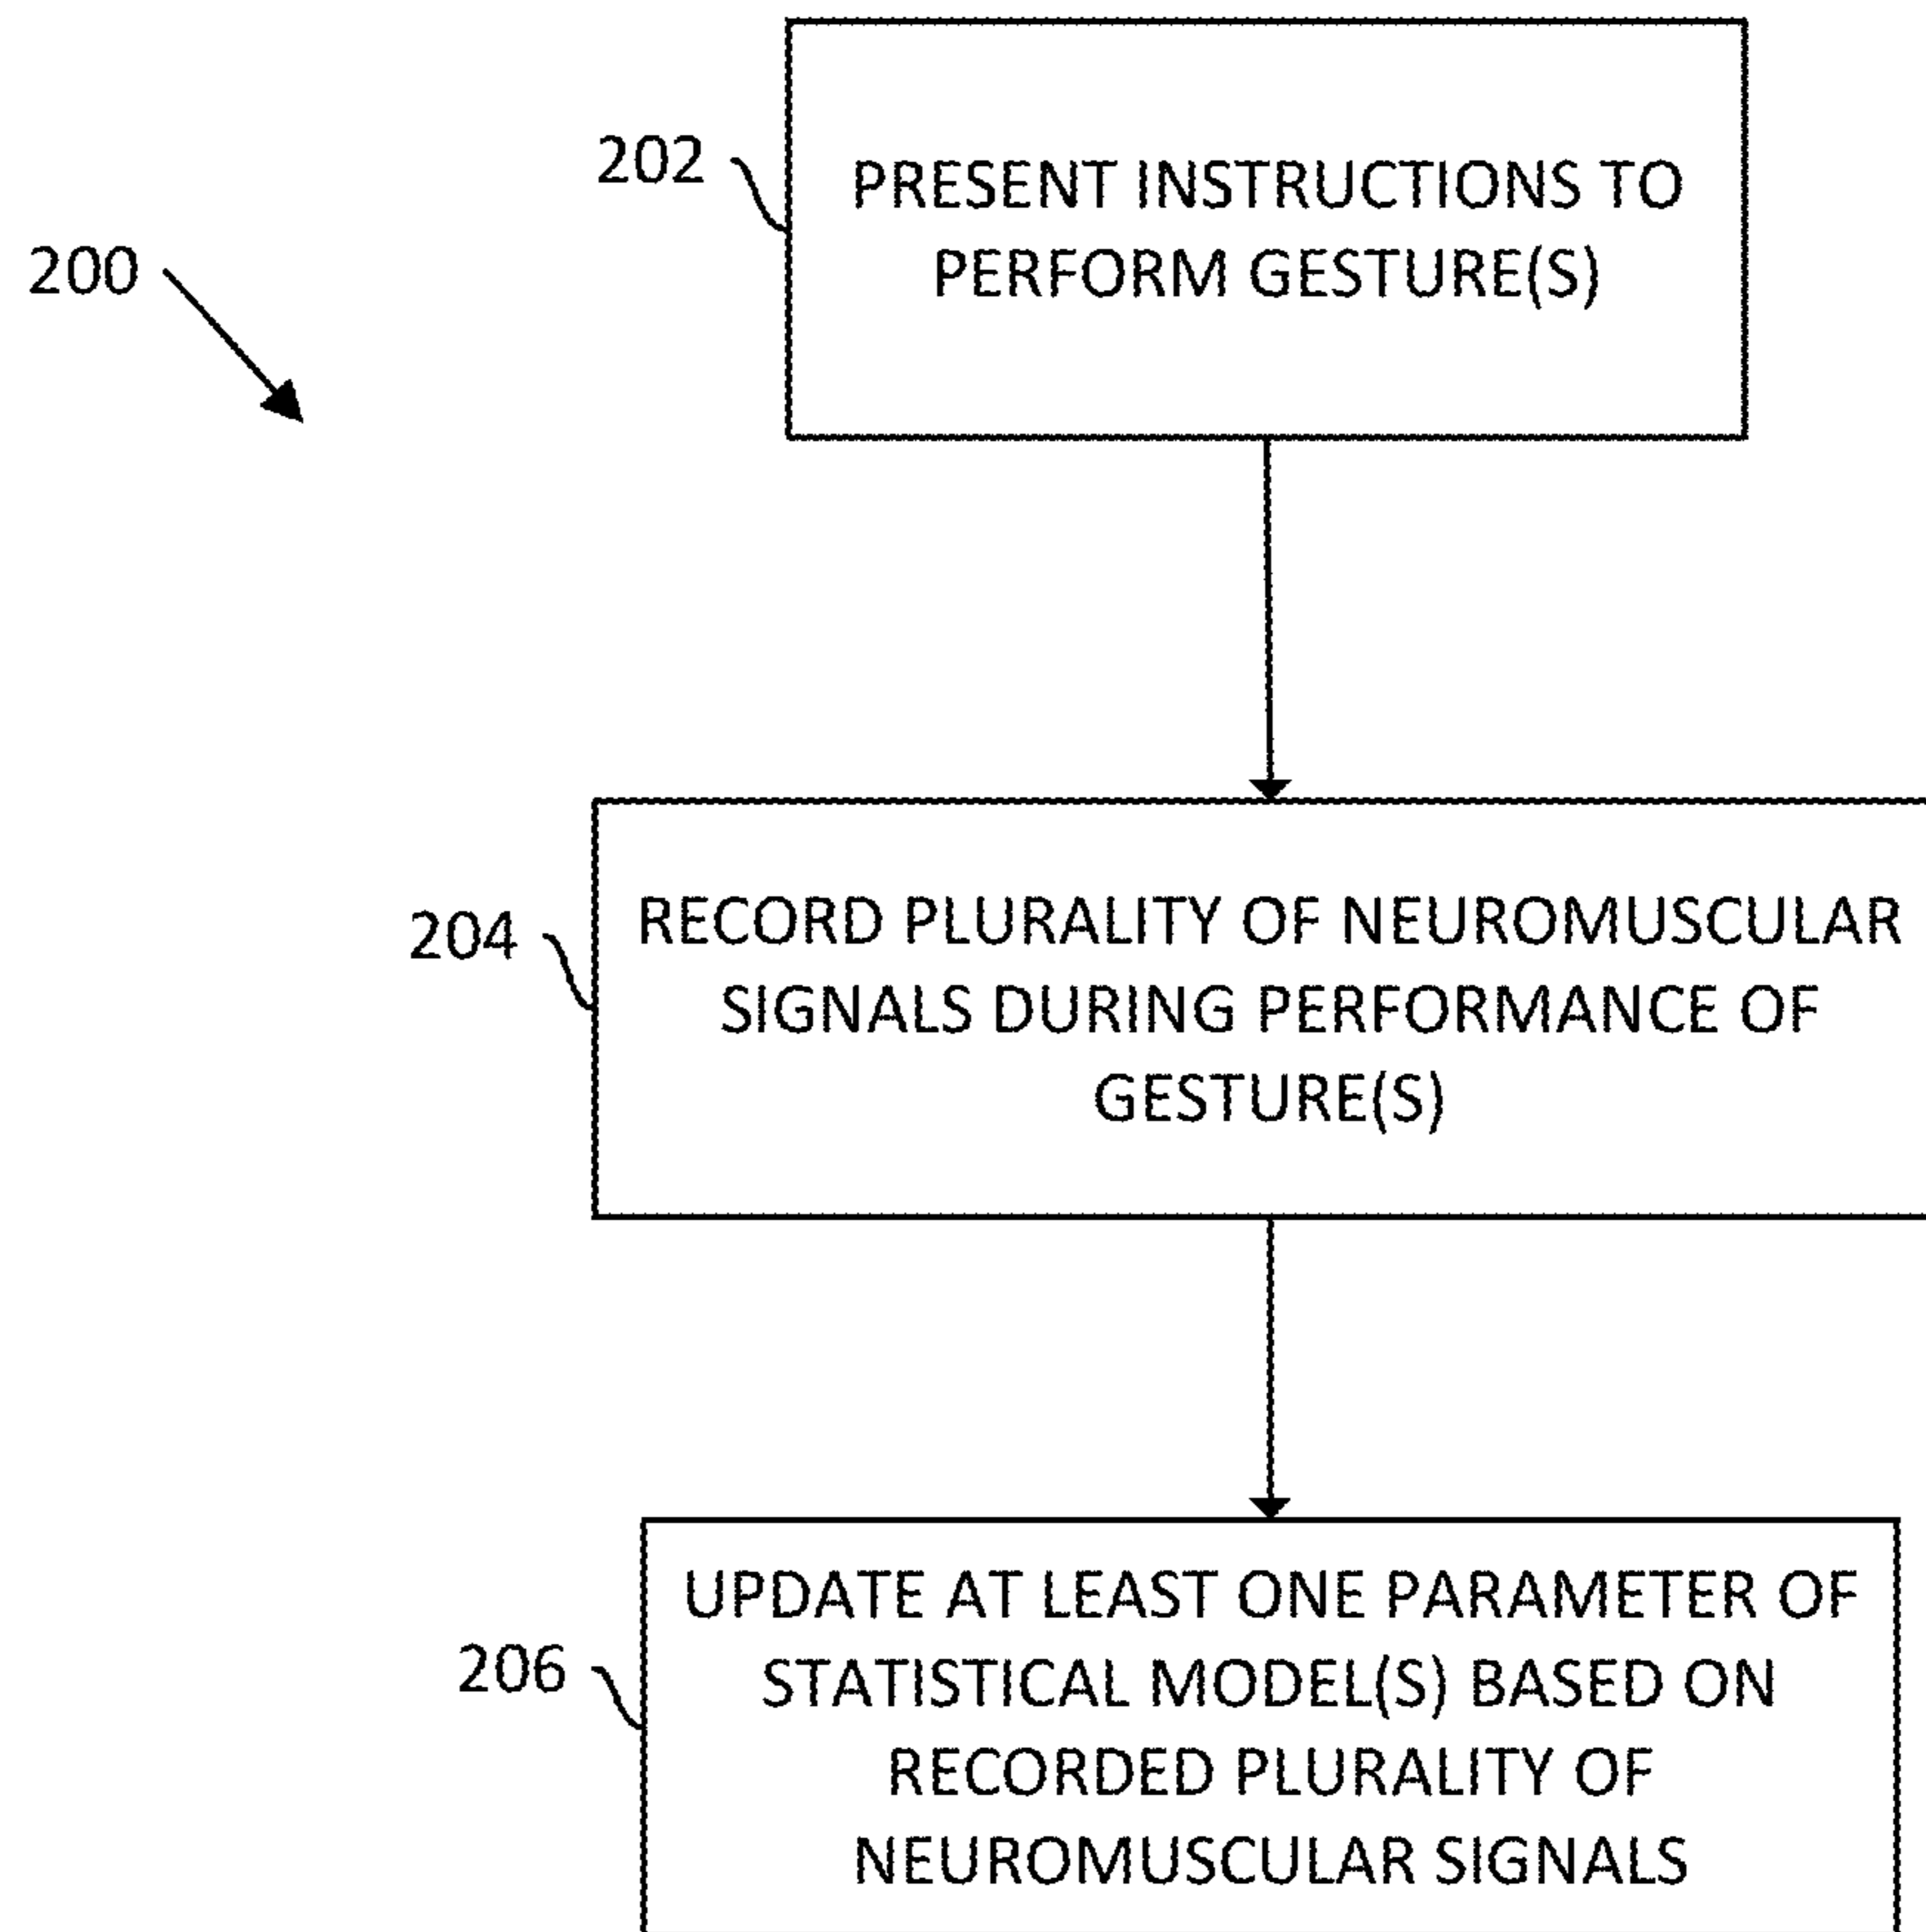 202
PRESENT INSTRUCTIONS TO
PERFORM GESTURE(S)
200
204
RECORD PLURALITY OF NEUROMUSCULAR
SIGNALS DURING PERFORMANCE OF
GESTURE(S)
206
UPDATE AT LEAST ONE PARAMETER OF
STATISTICAL MODEL(S) BASED ON
RECORDED PLURALITY OF
NEUROMUSCULAR SIGNALS